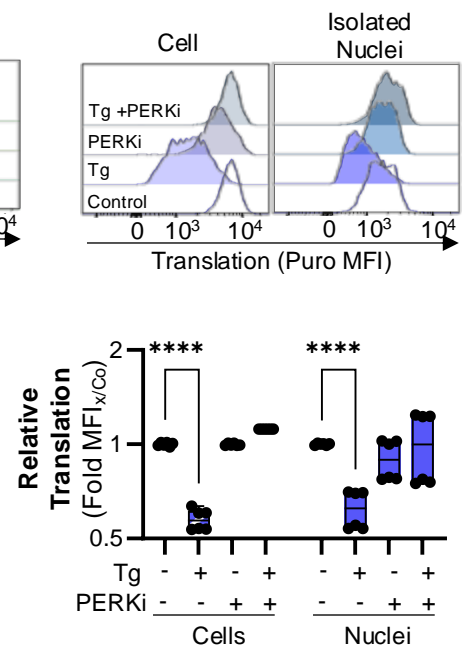 Cell
Isolated
Nuclei
Tg +PERKi
PERKi
Tg
Control
0 10³ 10⁴
0 10³ 10⁴
Translation (Puro MFI)
Relative
Translation
(Fold MFIx/Co)
2
1
0.5
**** ****
Tg - + - + - + - +
PERKi - - + + - - + +
Cells Nuclei